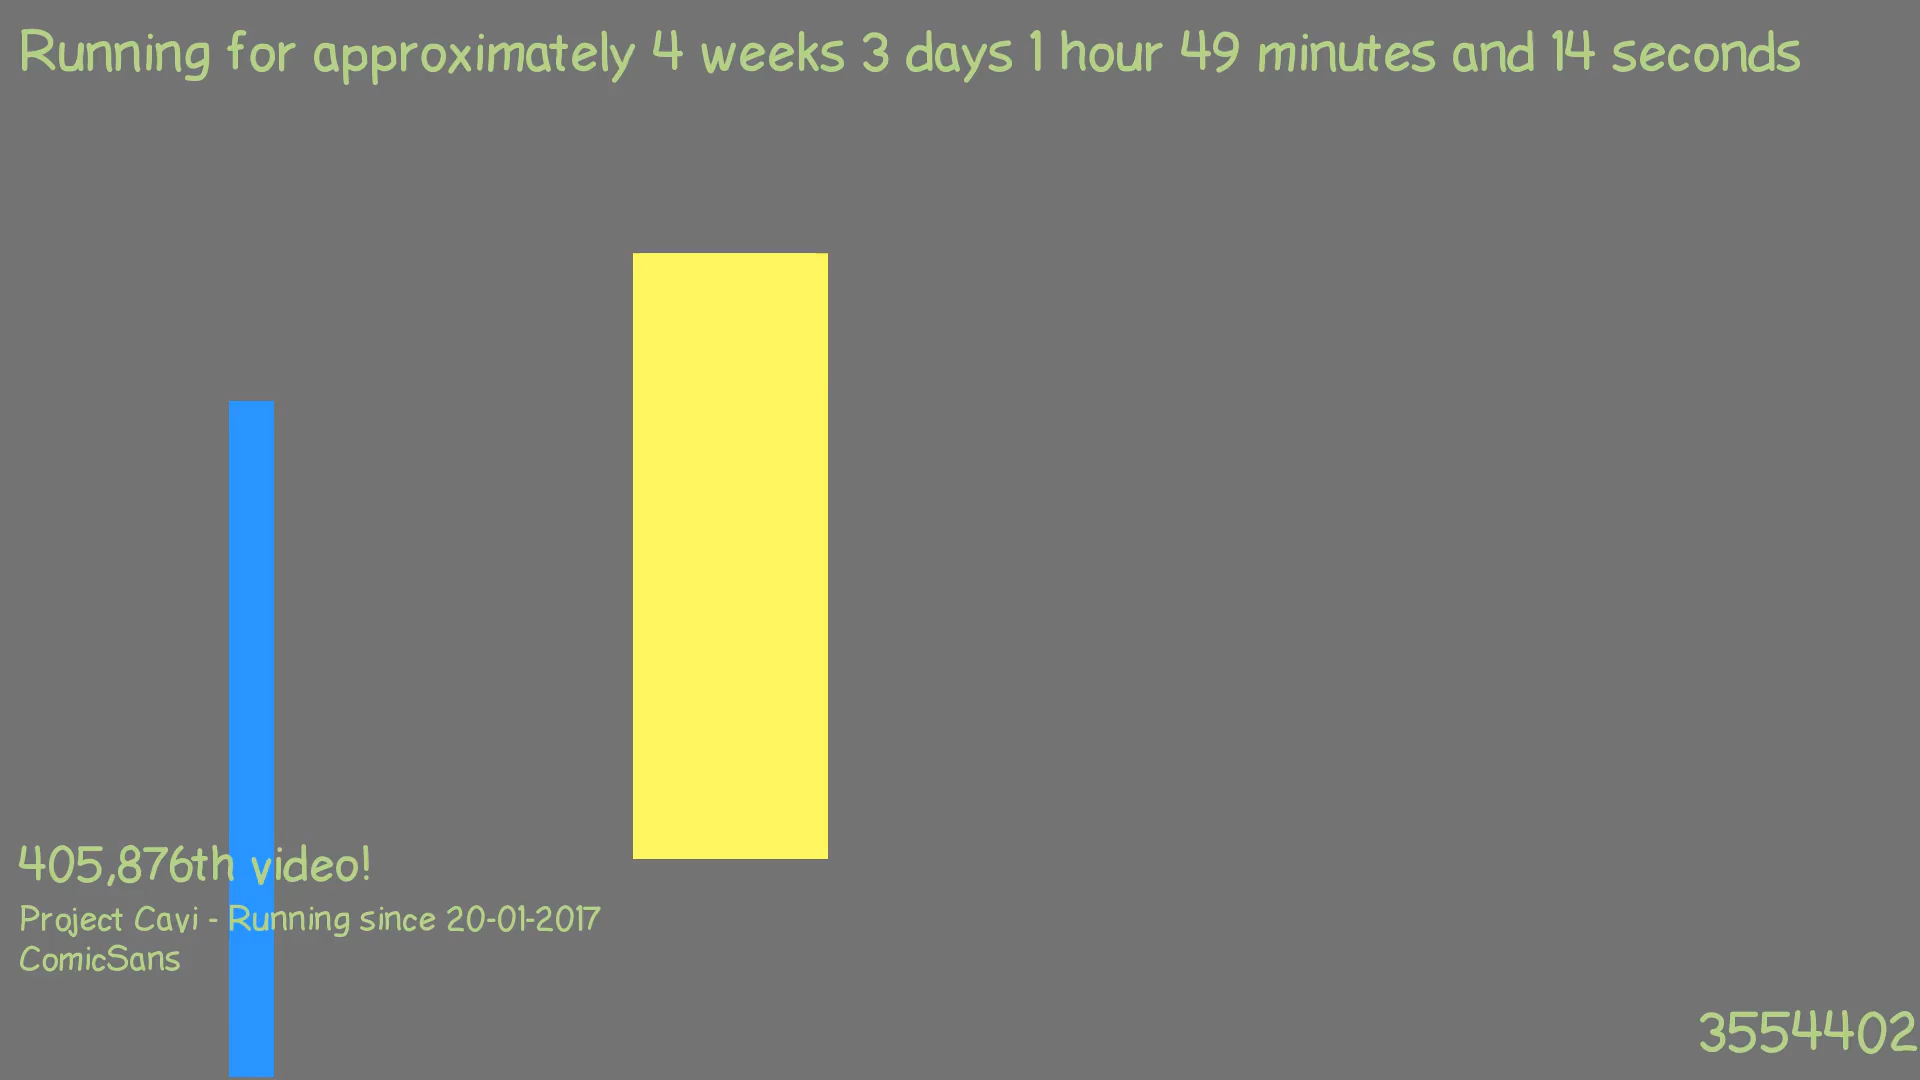 Running for approximately 4 weeks 3 days 1 hour 49 minutes and 14 seconds
405,876th video!
Project Cavi - Running since 20-01-2017
ComicSans
3554402